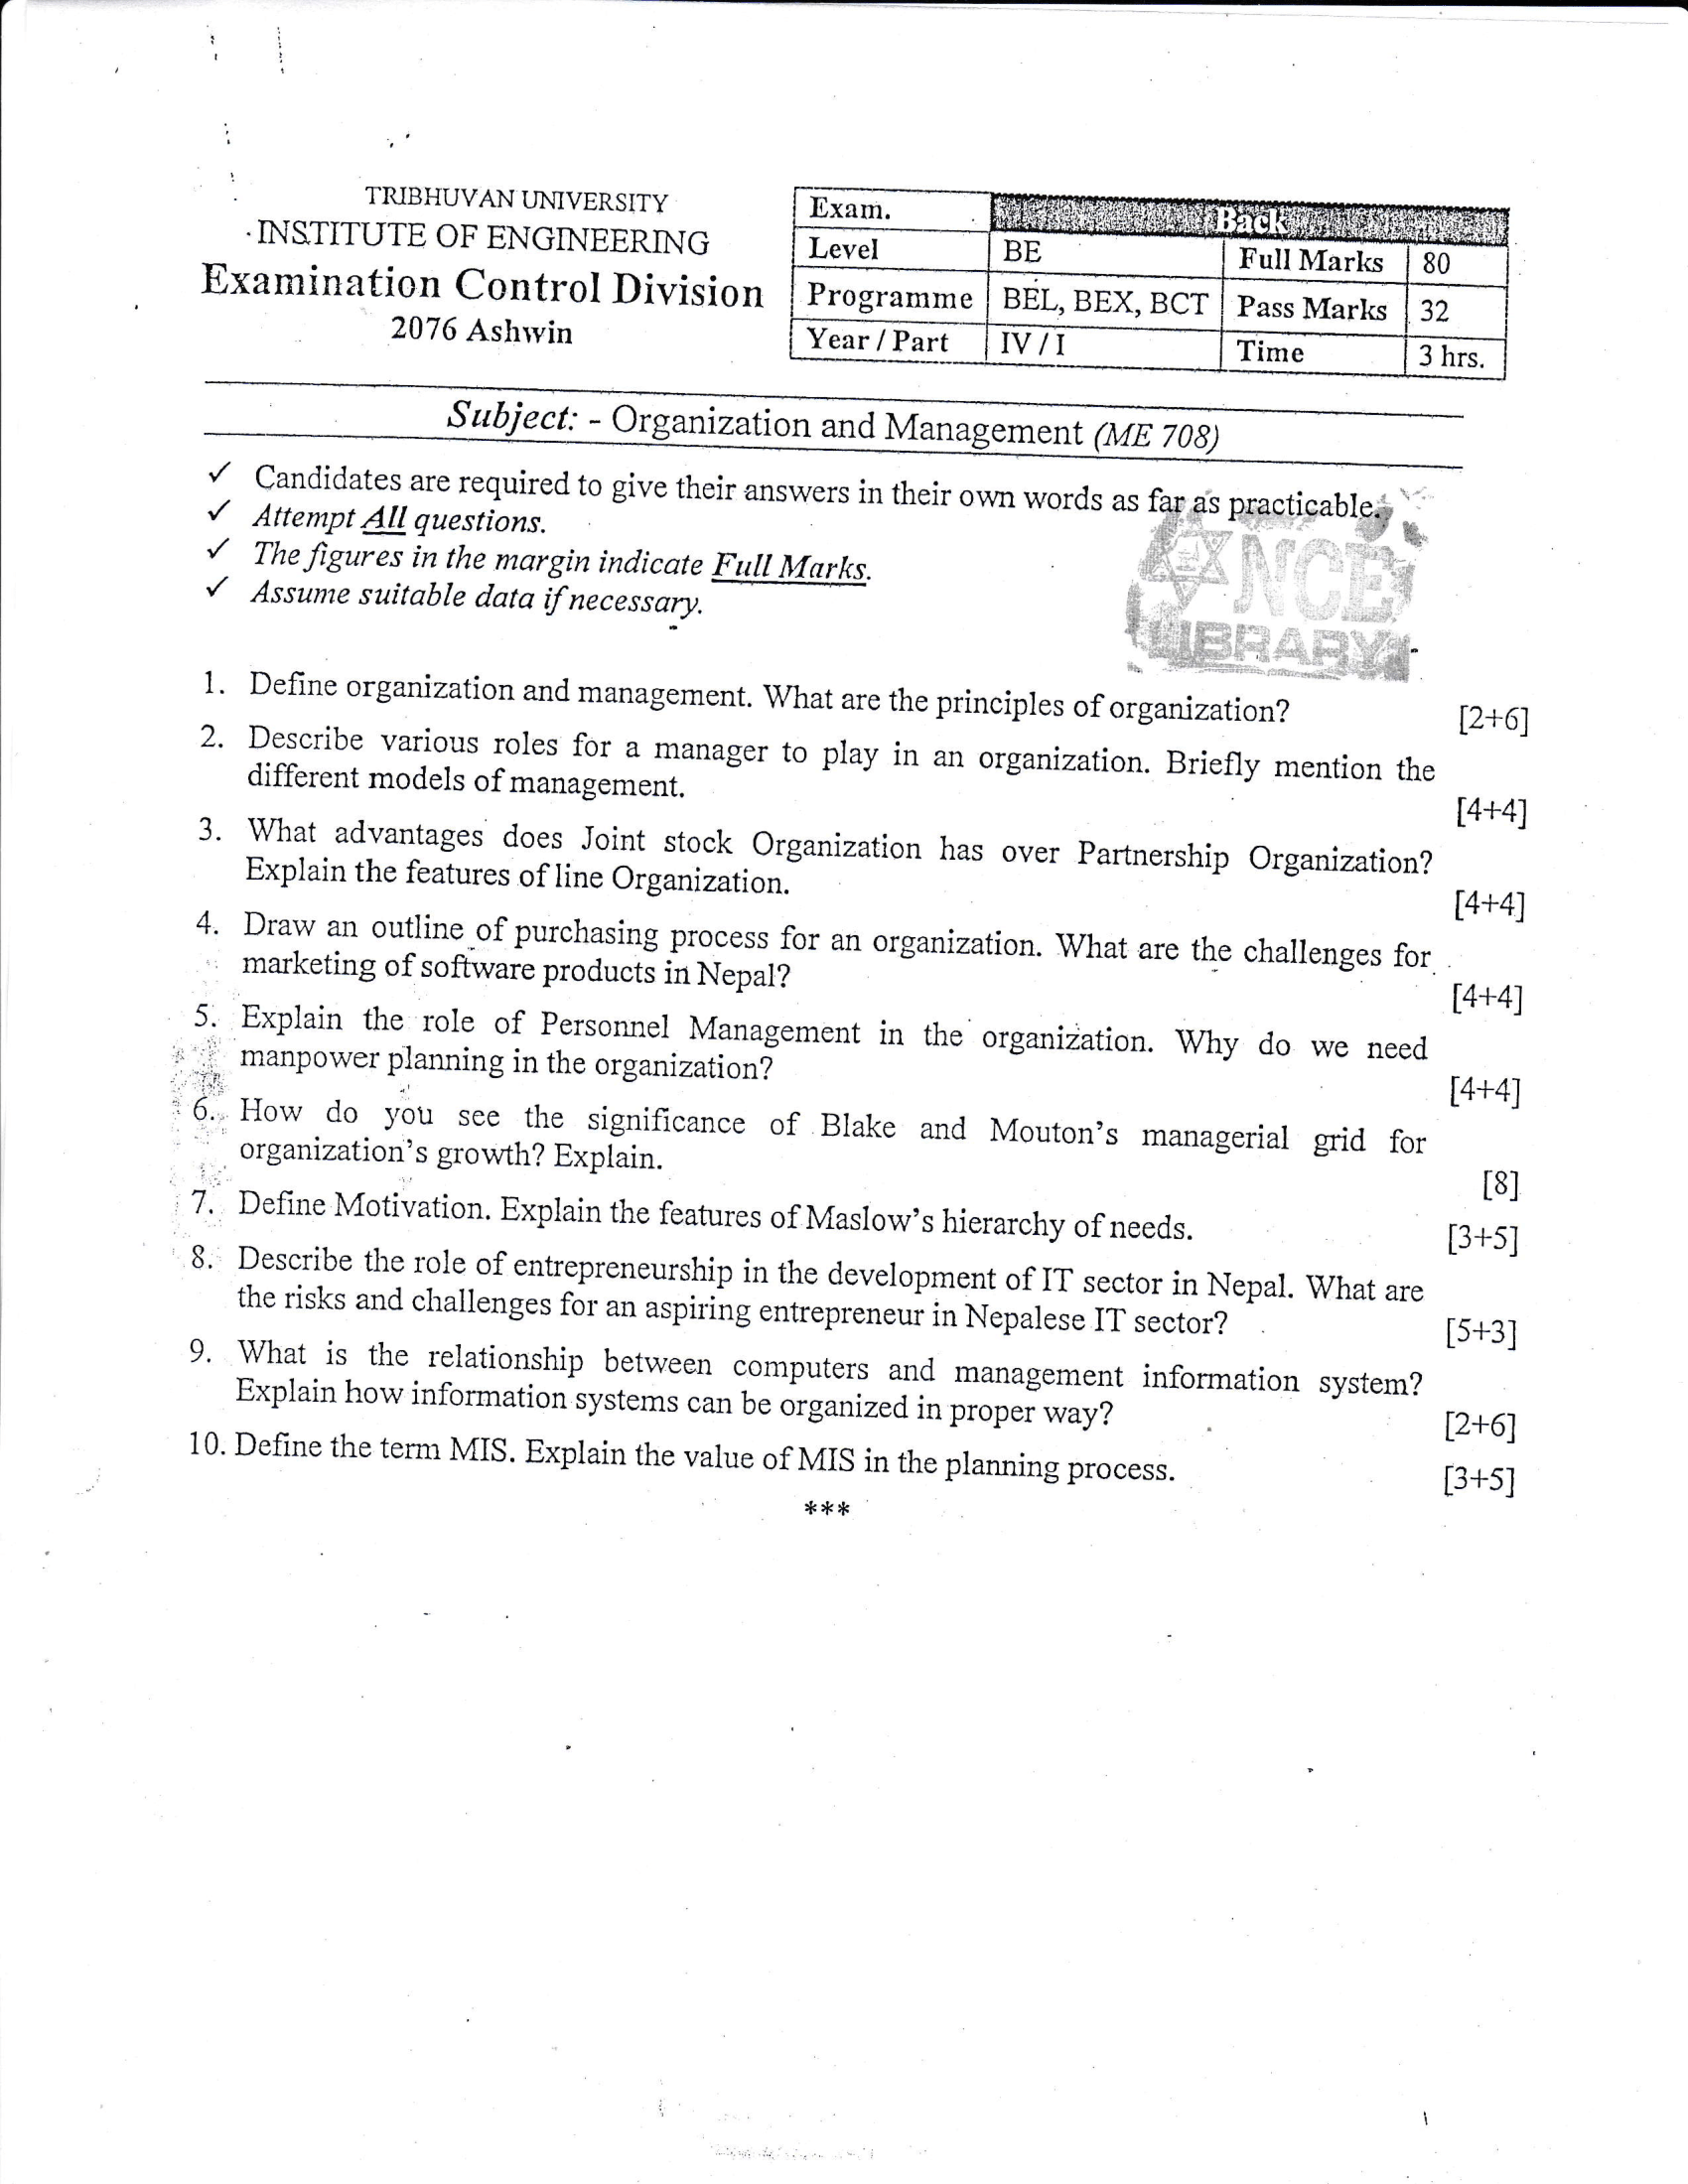 TRIBHUVAN UNIVERSITY
INSTITUTE OF ENGINEERING
Examination Control Division
2076 Ashwin
Exam. Back
Level BE Full Marks 80
Programme BEL, BEX, BCT Pass Marks 32
Year / Part IV / I Time 3 hrs.
Subject: - Organization and Management (ME 708)
✓ Candidates are required to give their answers in their own words as far as practicable.
✓ Attempt All questions.
✓ The figures in the margin indicate Full Marks.
✓ Assume suitable data if necessary.
NCE
LIBRARY
1. Define organization and management. What are the principles of organization? [2+6]
2. Describe various roles for a manager to play in an organization. Briefly mention the
different models of management. [4+4]
3. What advantages does Joint stock Organization has over Partnership Organization?
Explain the features of line Organization. [4+4]
4. Draw an outline of purchasing process for an organization. What are the challenges for
marketing of software products in Nepal? [4+4]
5. Explain the role of Personnel Management in the organization. Why do we need
manpower planning in the organization? [4+4]
6. How do you see the significance of Blake and Mouton's managerial grid for
organization's growth? Explain. [8]
7. Define Motivation. Explain the features of Maslow's hierarchy of needs. [3+5]
8. Describe the role of entrepreneurship in the development of IT sector in Nepal. What are
the risks and challenges for an aspiring entrepreneur in Nepalese IT sector? [5+3]
9. What is the relationship between computers and management information system?
Explain how information systems can be organized in proper way? [2+6]
10. Define the term MIS. Explain the value of MIS in the planning process. [3+5]
***